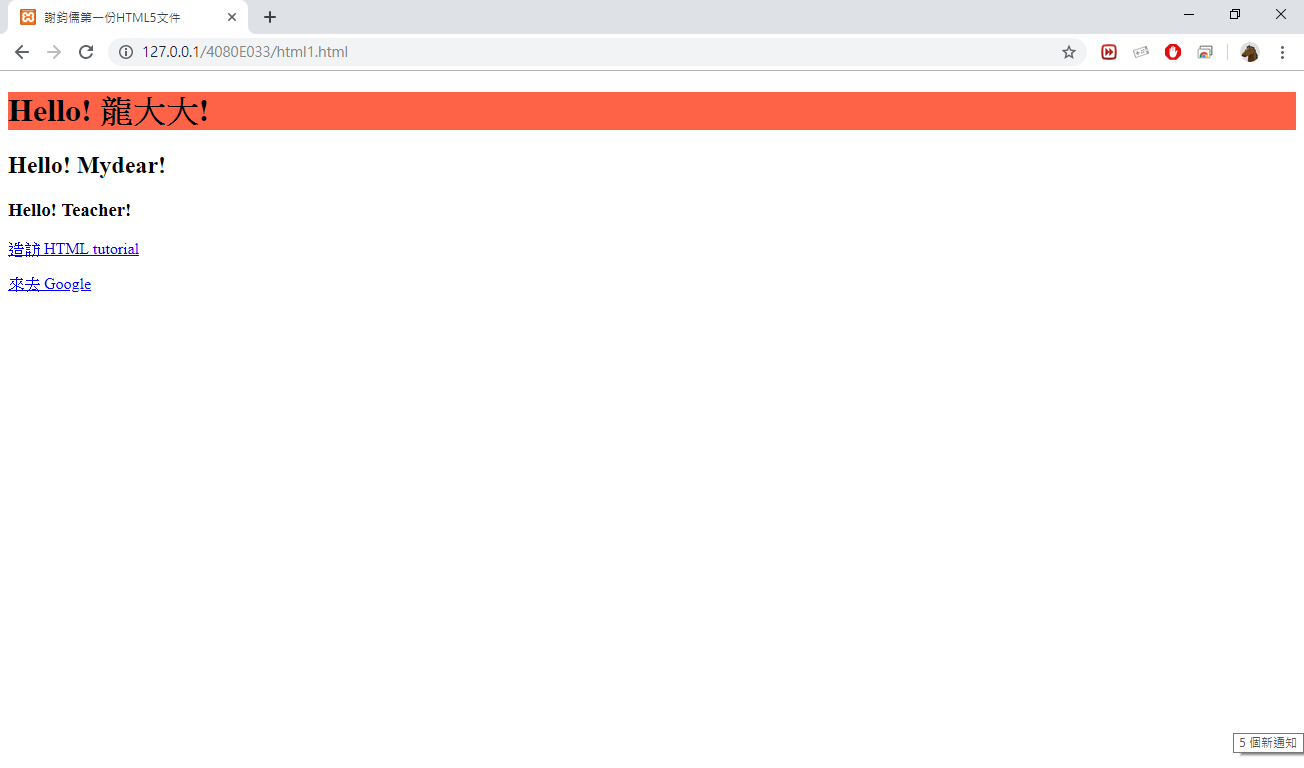 謝鈞儒第一份HTML5文件
127.0.0.1/4080E033/html1.html
Hello! 龍大大!
Hello! Mydear!
Hello! Teacher!
造訪 HTML tutorial
來去 Google
5 個新通知